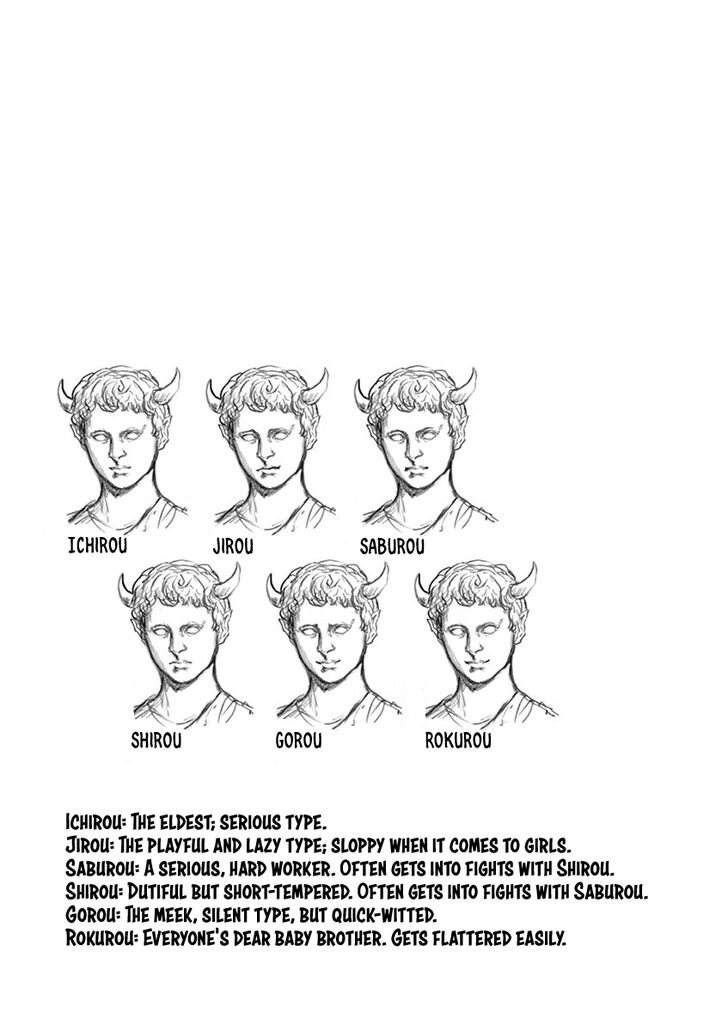 ICHIROU
JIROU
SABUROU
SHIROU
GOROU
ROKUROU
ICHIROU: THE ELDEST; SERIOUS TYPE.
JIROU: THE PLAYFUL AND LAZY TYPE; SLOPPY WHEN IT COMES TO GIRLS.
SABUROU: A SERIOUS, HARD WORKER. OFTEN GETS INTO FIGHTS WITH SHIROU.
SHIROU: DUTIFUL BUT SHORT-TEMPERED. OFTEN GETS INTO FIGHTS WITH SABUROU.
GOROU: THE MEEK, SILENT TYPE, BUT QUICK-WITTED.
ROKUROU: EVERYONE'S DEAR BABY BROTHER. GETS FLATTERED EASILY.